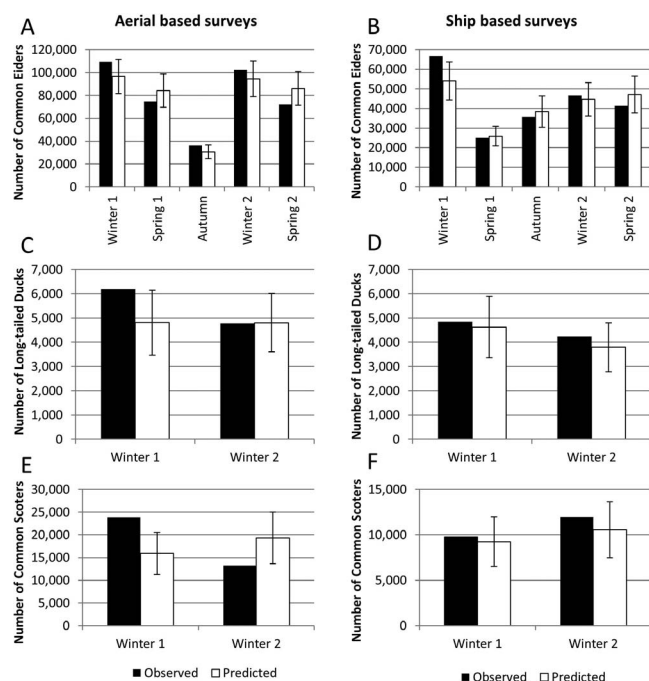 Aerial based surveys
Ship based surveys
A
Number of Common Eiders
120,000
100,000
80,000
60,000
40,000
20,000
0
Winter 1
Spring 1
Autumn
Winter 2
Spring 2
B
Number of Common Eiders
70,000
60,000
50,000
40,000
30,000
20,000
10,000
0
Winter 1
Spring 1
Autumn
Winter 2
Spring 2
C
Number of Long-tailed Ducks
7,000
6,000
5,000
4,000
3,000
2,000
1,000
0
Winter 1 Winter 2
D
Number of Long-tailed Ducks
7,000
6,000
5,000
4,000
3,000
2,000
1,000
0
Winter 1 Winter 2
E
Number of Common Scoters
30,000
25,000
20,000
15,000
10,000
5,000
0
Winter 1 Winter 2
Observed Predicted
F
Number of Common Scoters
15,000
10,000
5,000
0
Winter 1 Winter 2
Observed Predicted